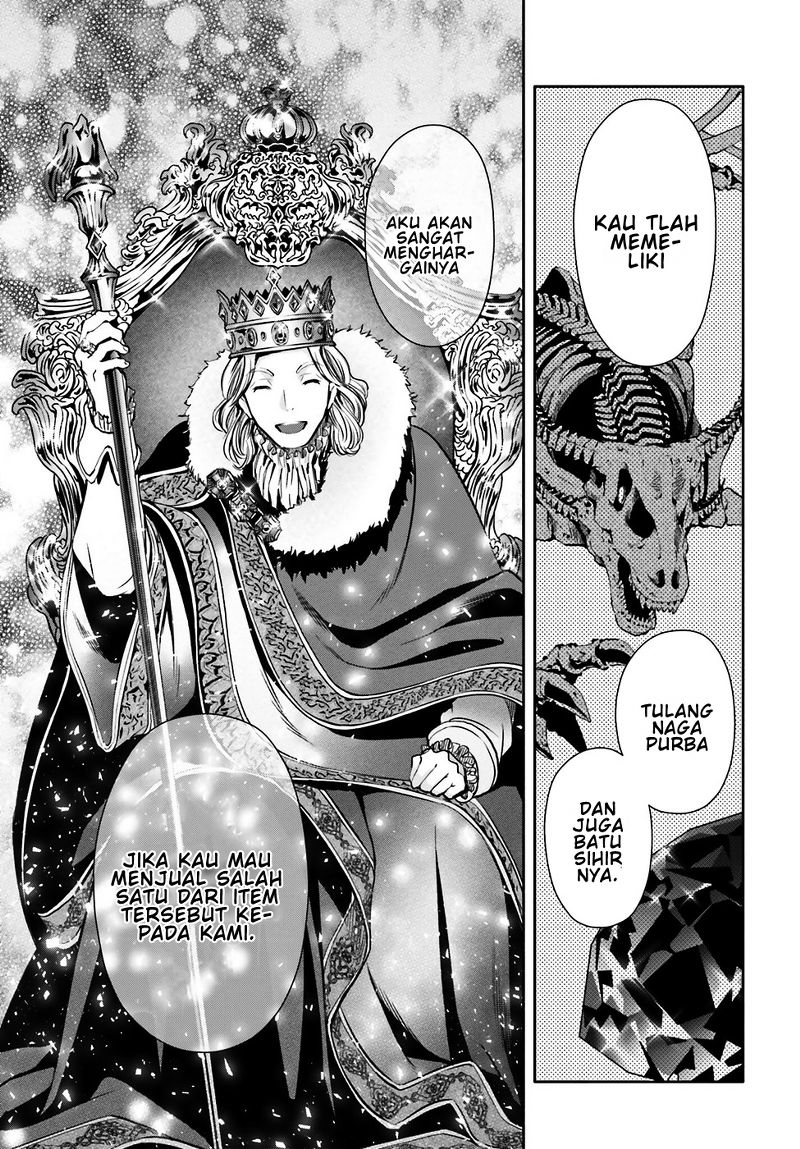 KAU TLAH
MEME-
LIKI
TULANG
NAGA
PURBA
DAN
JUGA
BATU
SIHIR
NYA.
AKU AKAN
SANGAT
MENGHAR-
GAINYA
JIKA KAU MAU
MENJUAL SALAH
SATU DARI ITEM
TERSEBUT KE-
PADA KAMI.